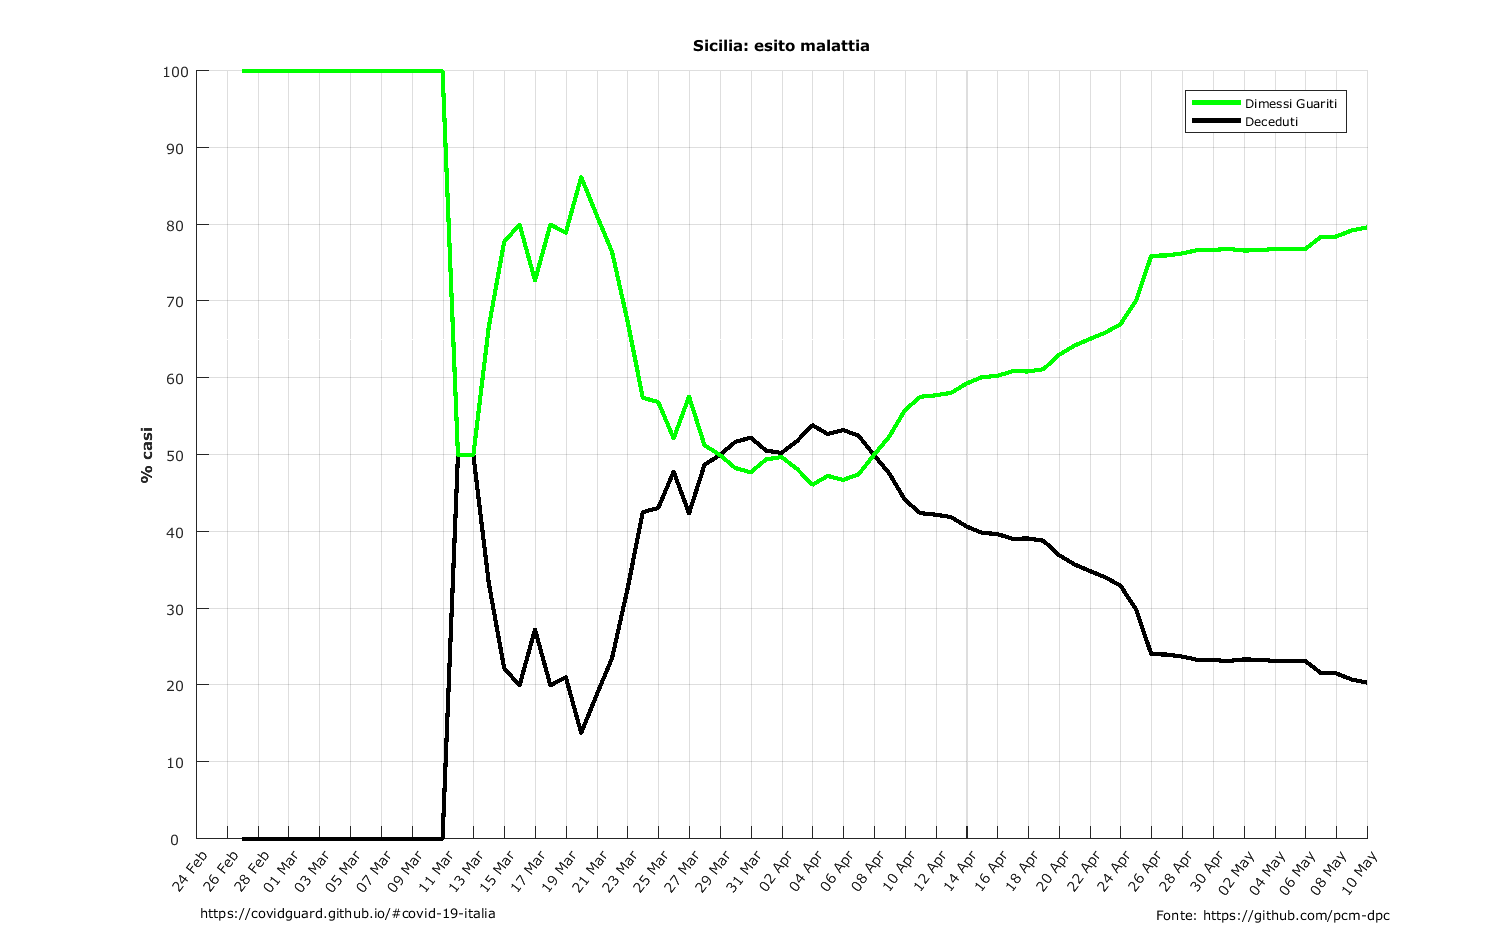 Sicilia: esito malattia
Dimessi Guariti
Deceduti
% casi
100
90
80
70
60
50
40
30
20
10
0
24 Feb
26 Feb
28 Feb
01 Mar
03 Mar
05 Mar
07 Mar
09 Mar
11 Mar
13 Mar
15 Mar
17 Mar
19 Mar
21 Mar
23 Mar
25 Mar
27 Mar
29 Mar
31 Mar
02 Apr
04 Apr
06 Apr
08 Apr
10 Apr
12 Apr
14 Apr
16 Apr
18 Apr
20 Apr
22 Apr
24 Apr
26 Apr
28 Apr
30 Apr
02 May
04 May
06 May
08 May
10 May
https://covidguard.github.io/#covid-19-italia
Fonte: https://github.com/pcm-dpc